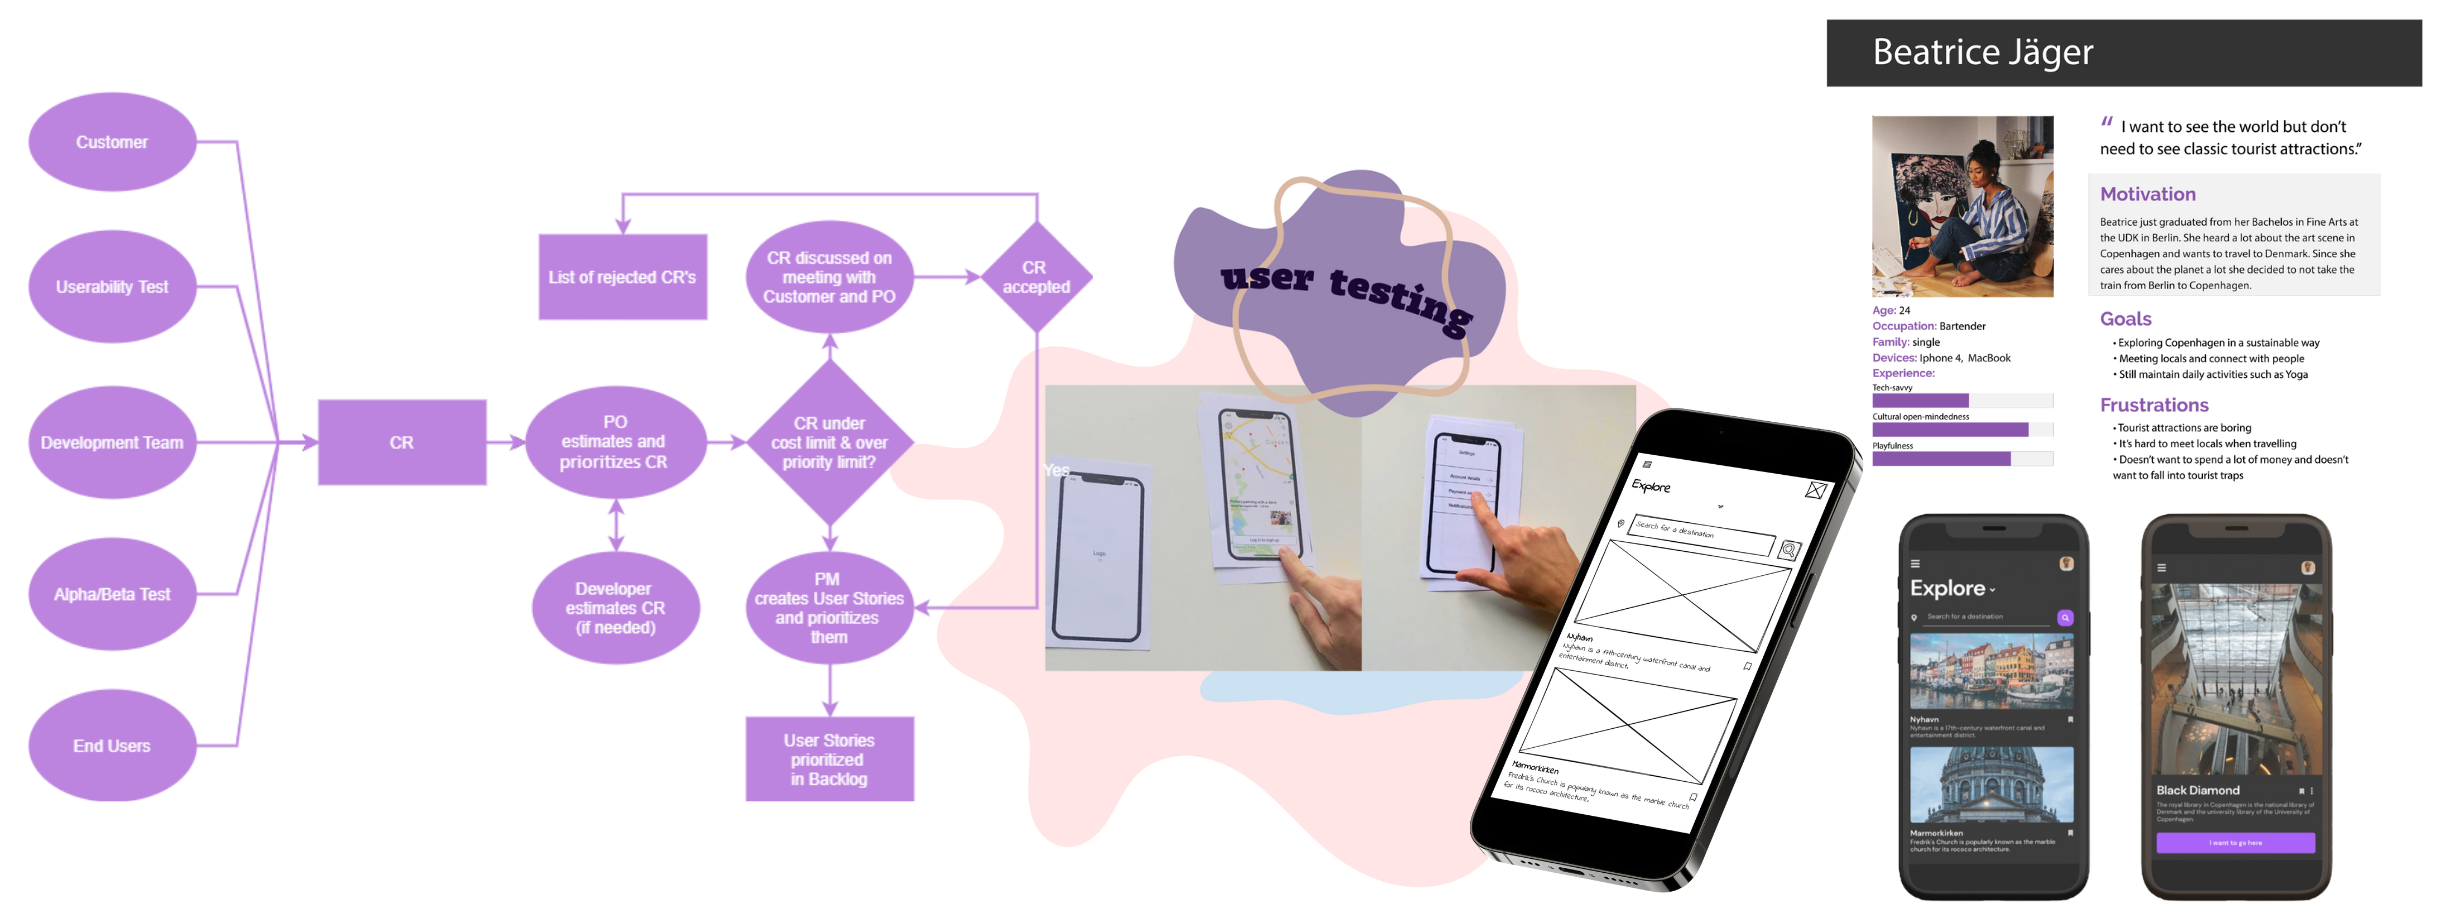 Customer
Userability Test
Development Team
Alpha/Beta Test
End Users
CR
PO
estimates and
prioritizes CR
Developer
estimates CR
(if needed)
List of rejected CR's
CR discussed on
meeting with
Customer and PO
CR
accepted
CR under
cost limit & over
priority limit?
Yes
PM
creates User Stories
and prioritizes
them
User Stories
prioritized
in Backlog
user testing
Logo
Log in to sign up
Settings
Account details
Payment
Notifications
Explore
Search for a destination
Nyhavn
Nyhavn is a 17th-century waterfront canal and
entertainment district.
Marmorkirken
Fredrik's Church is popularly known as the marble church
for its rococo architecture.
Beatrice Jäger
“ I want to see the world but don’t
need to see classic tourist attractions.”
Age: 24
Occupation: Bartender
Family: single
Devices: Iphone 4, MacBook
Experience:
Tech-savvy
Cultural open-mindedness
Playfulness
Motivation
Beatrice just graduated from her Bachelos in Fine Arts at
the UDK in Berlin. She heard a lot about the art scene in
Copenhagen and wants to travel to Denmark. Since she
cares about the planet a lot she decided to not take the
train from Berlin to Copenhagen.
Goals
• Exploring Copenhagen in a sustainable way
• Meeting locals and connect with people
• Still maintain daily activities such as Yoga
Frustrations
• Tourist attractions are boring
• It’s hard to meet locals when travelling
• Doesn’t want to spend a lot of money and doesn’t
want to fall into tourist traps
Explore
Search for a destination
Nyhavn
Nyhavn is a 17th-century waterfront canal and
entertainment district.
Marmorkirken
Fredrik's Church is popularly known as the marble
church for its rococo architecture.
Black Diamond
The royal library in Copenhagen is the national library of
Denmark and the university library of the University of
Copenhagen.
I want to go here